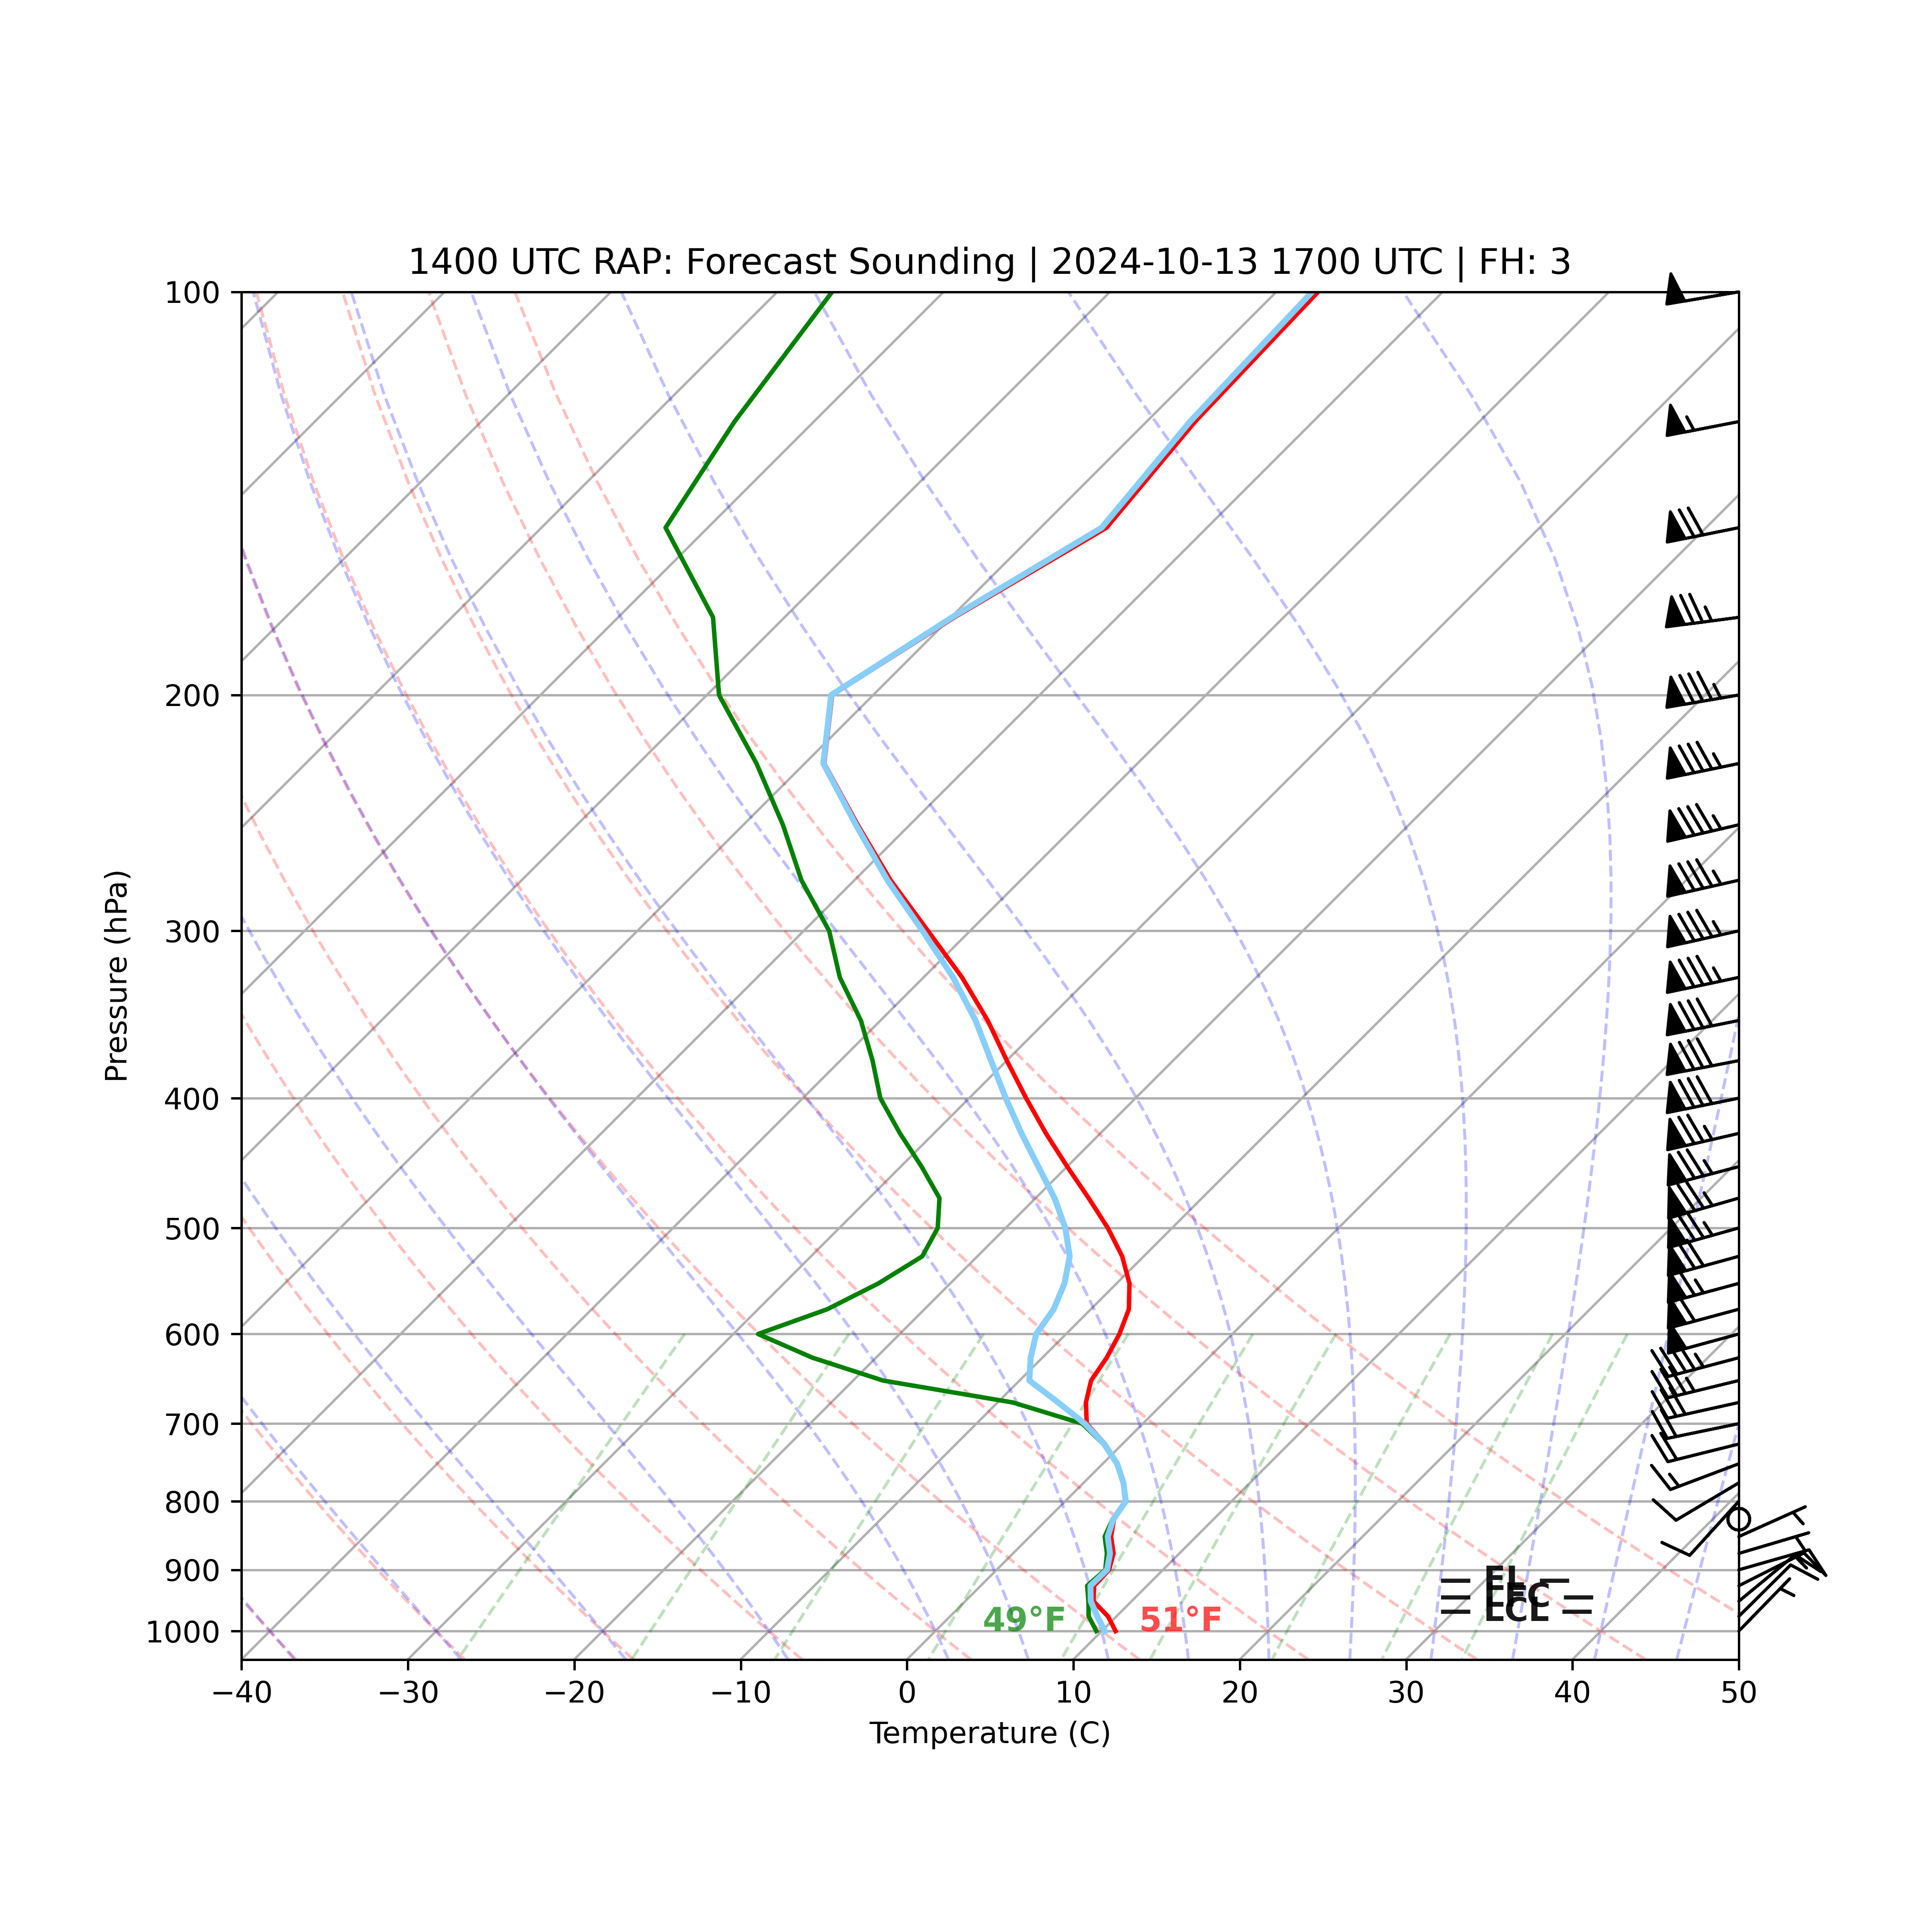 1400 UTC RAP: Forecast Sounding | 2024-10-13 1700 UTC | FH: 3
100
200
300
400
500
600
700
800
900
1000
Pressure (hPa)
EL
LFC
LCL
49°F 51°F
−40 −30 −20 −10 0 10 20 30 40 50
Temperature (C)